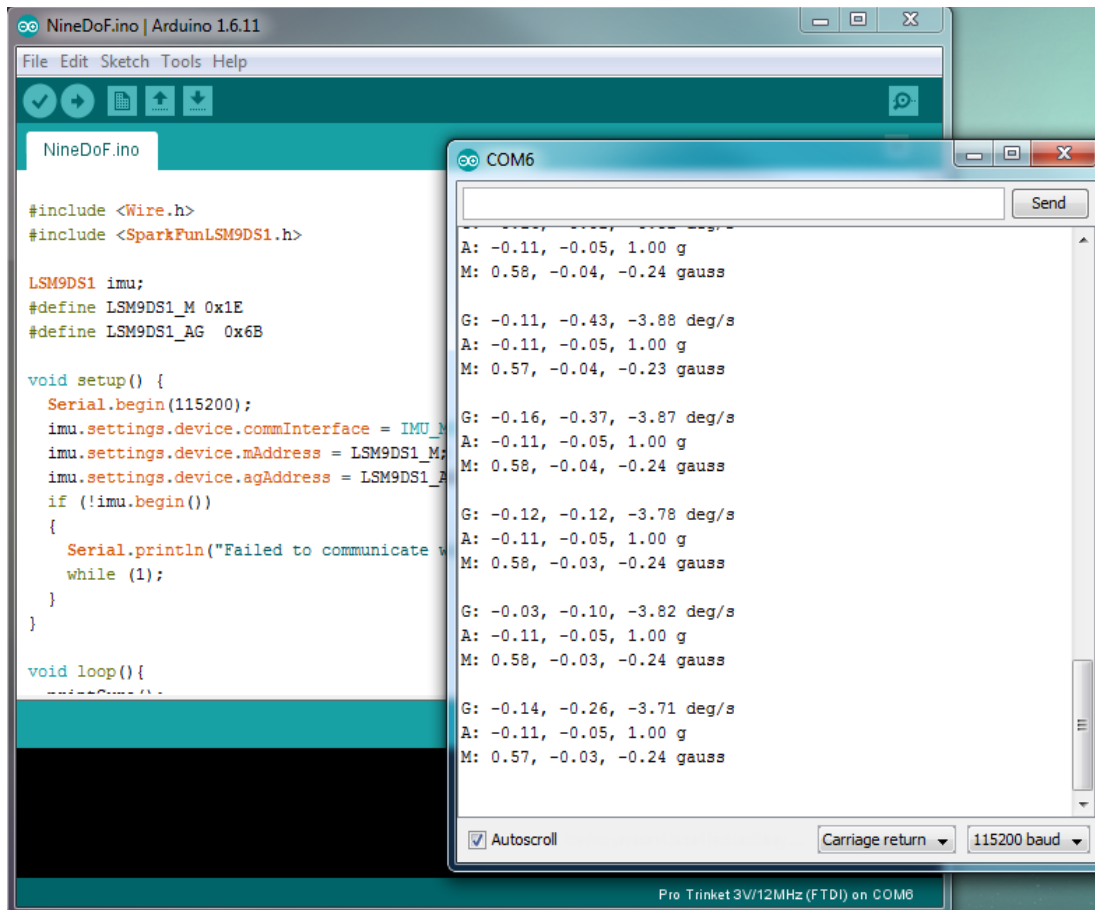 NineDoF.ino | Arduino 1.6.11
File Edit Sketch Tools Help
NineDoF.ino
#include <Wire.h>
#include <SparkFunLSM9DS1.h>
LSM9DS1 imu;
#define LSM9DS1_M 0x1E
#define LSM9DS1_AG  0x6B
void setup() {
  Serial.begin(115200);
  imu.settings.device.commInterface = IMU_M
  imu.settings.device.mAddress = LSM9DS1_M;
  imu.settings.device.agAddress = LSM9DS1_A
  if (!imu.begin())
  {
    Serial.println("Failed to communicate w
    while (1);
  }
}
void loop(){
COM6
Send
A: -0.11, -0.05, 1.00 g
M: 0.58, -0.04, -0.24 gauss
G: -0.11, -0.43, -3.88 deg/s
A: -0.11, -0.05, 1.00 g
M: 0.57, -0.04, -0.23 gauss
G: -0.16, -0.37, -3.87 deg/s
A: -0.11, -0.05, 1.00 g
M: 0.58, -0.04, -0.24 gauss
G: -0.12, -0.12, -3.78 deg/s
A: -0.11, -0.05, 1.00 g
M: 0.58, -0.03, -0.24 gauss
G: -0.03, -0.10, -3.82 deg/s
A: -0.11, -0.05, 1.00 g
M: 0.58, -0.03, -0.24 gauss
G: -0.14, -0.26, -3.71 deg/s
A: -0.11, -0.05, 1.00 g
M: 0.57, -0.03, -0.24 gauss
Autoscroll
Carriage return
115200 baud
Pro Trinket 3V/12MHz (FTDI) on COM6